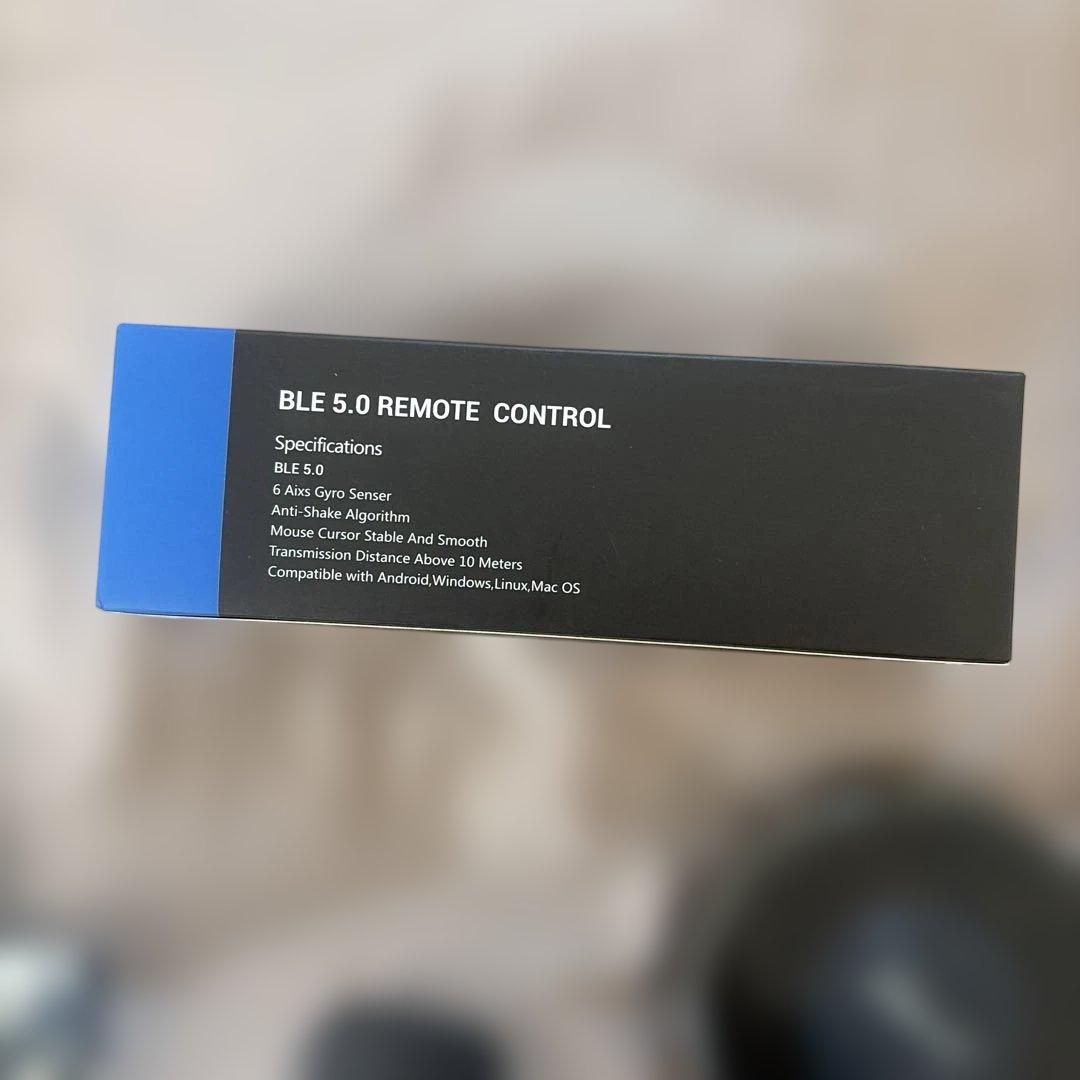 BLE 5.0 REMOTE CONTROL
Specifications
BLE 5.0
6 Aixs Gyro Senser
Anti-Shake Algorithm
Mouse Cursor Stable And Smooth
Transmission Distance Above 10 Meters
Compatible with Android,Windows,Linux,Mac OS